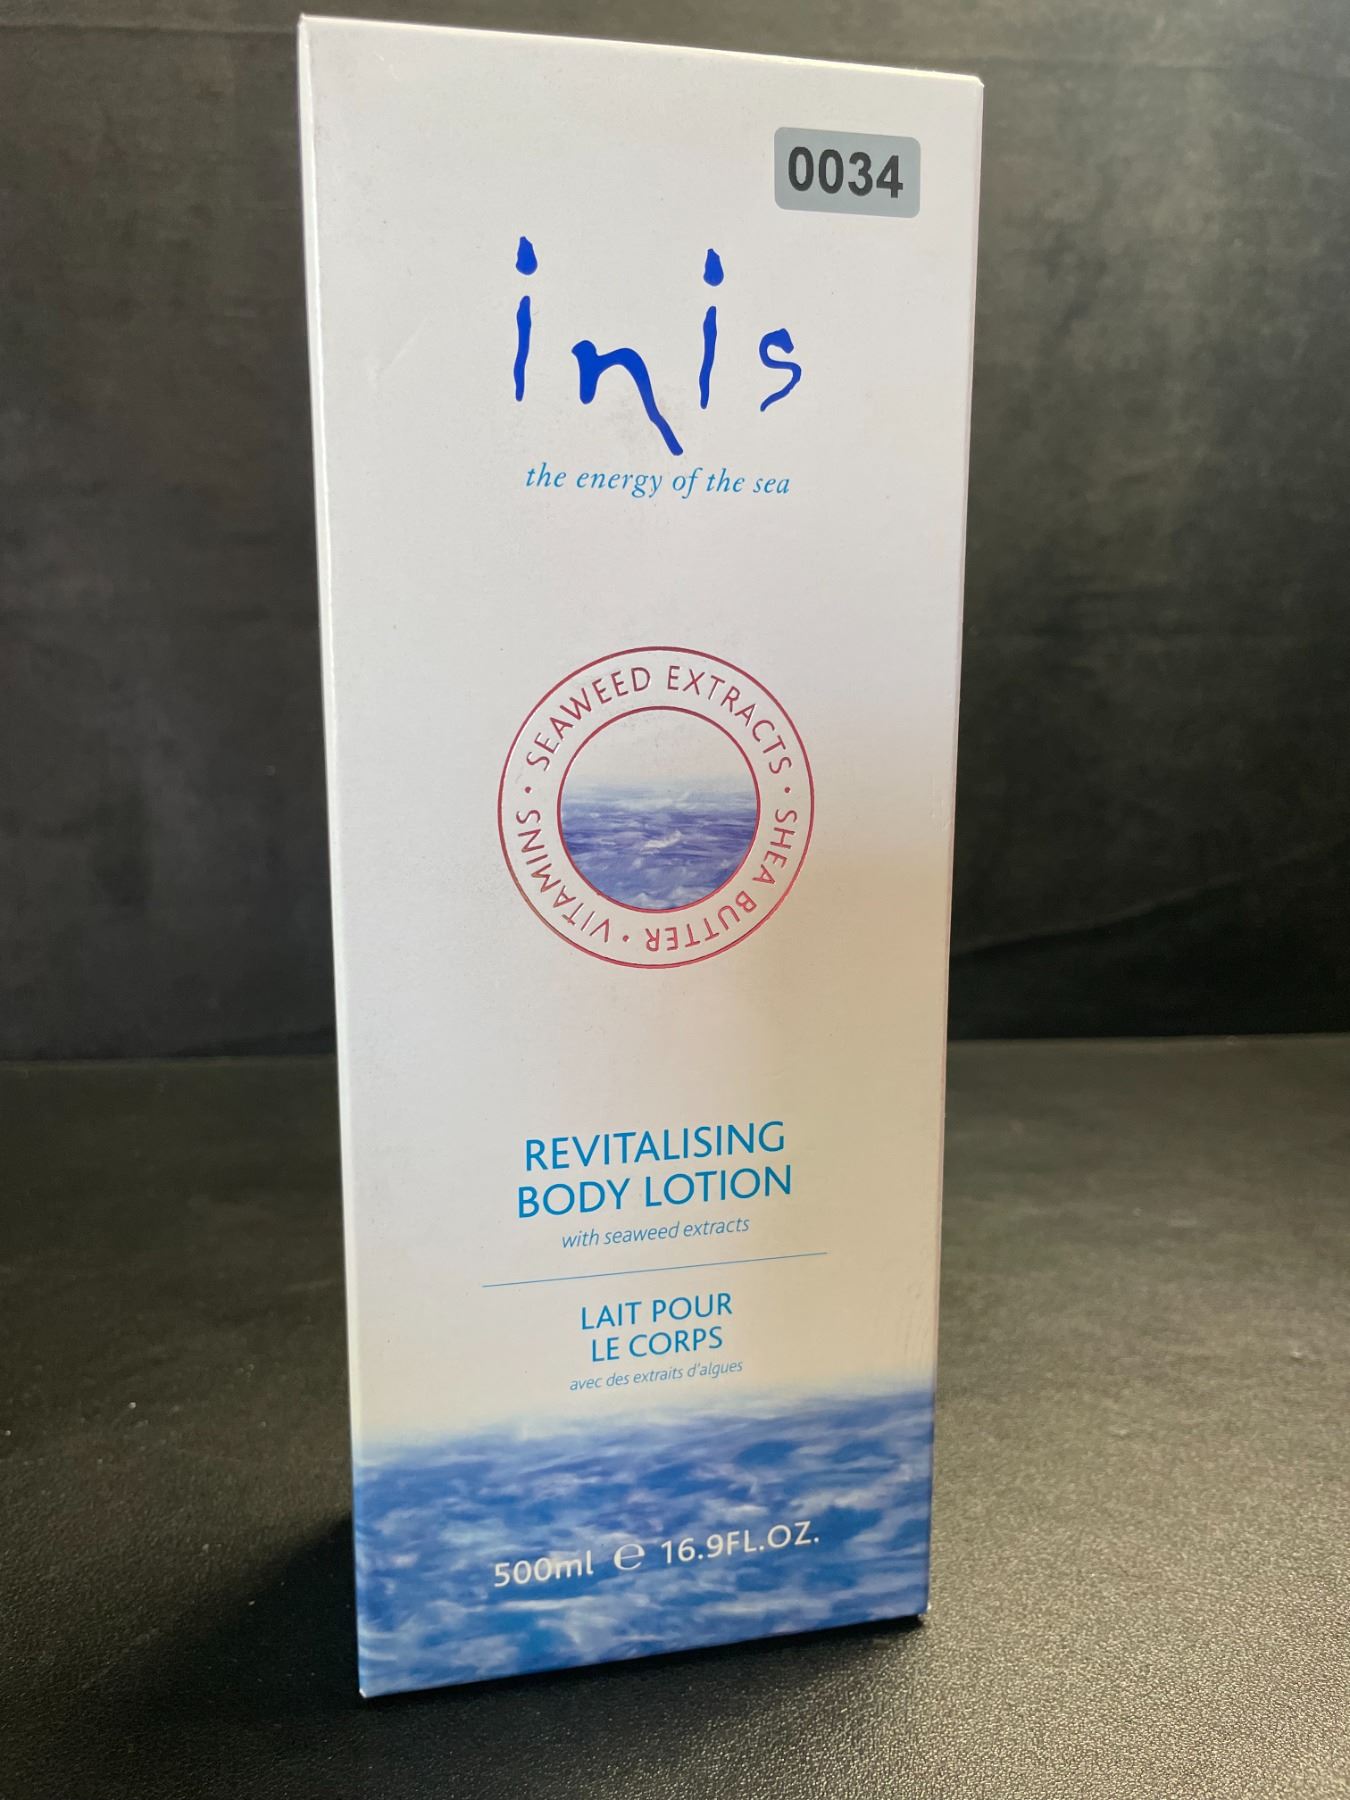 0034
inis
the energy of the sea
SEAWEED EXTRACTS · SHEA BUTTER · VITAMINS ·
REVITALISING
BODY LOTION
with seaweed extracts
LAIT POUR
LE CORPS
avec des extraits d'algues
500ml ℮ 16.9FL.OZ.